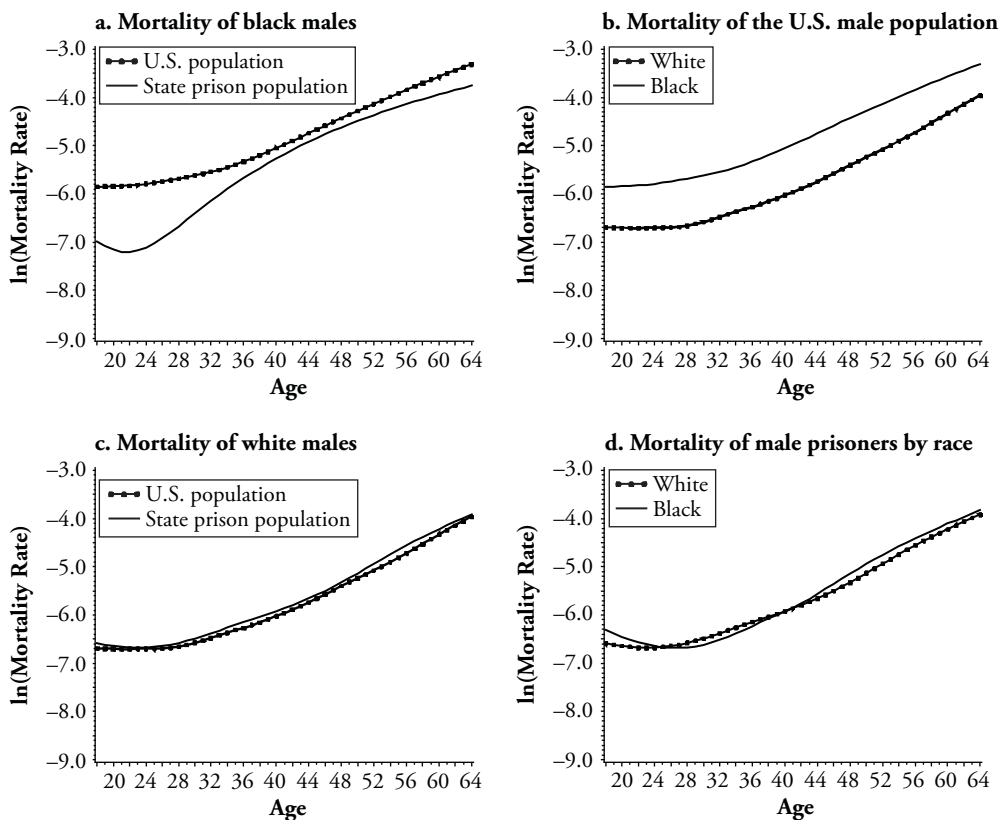 a. Mortality of black males
–3.0
–4.0
–5.0
–6.0
–7.0
–8.0
–9.0
ln(Mortality Rate)
U.S. population
State prison population
20 24 28 32 36 40 44 48 52 56 60 64
Age
b. Mortality of the U.S. male population
–3.0
–4.0
–5.0
–6.0
–7.0
–8.0
–9.0
ln(Mortality Rate)
White
Black
20 24 28 32 36 40 44 48 52 56 60 64
Age
c. Mortality of white males
–3.0
–4.0
–5.0
–6.0
–7.0
–8.0
–9.0
ln(Mortality Rate)
U.S. population
State prison population
20 24 28 32 36 40 44 48 52 56 60 64
Age
d. Mortality of male prisoners by race
–3.0
–4.0
–5.0
–6.0
–7.0
–8.0
–9.0
ln(Mortality Rate)
White
Black
20 24 28 32 36 40 44 48 52 56 60 64
Age